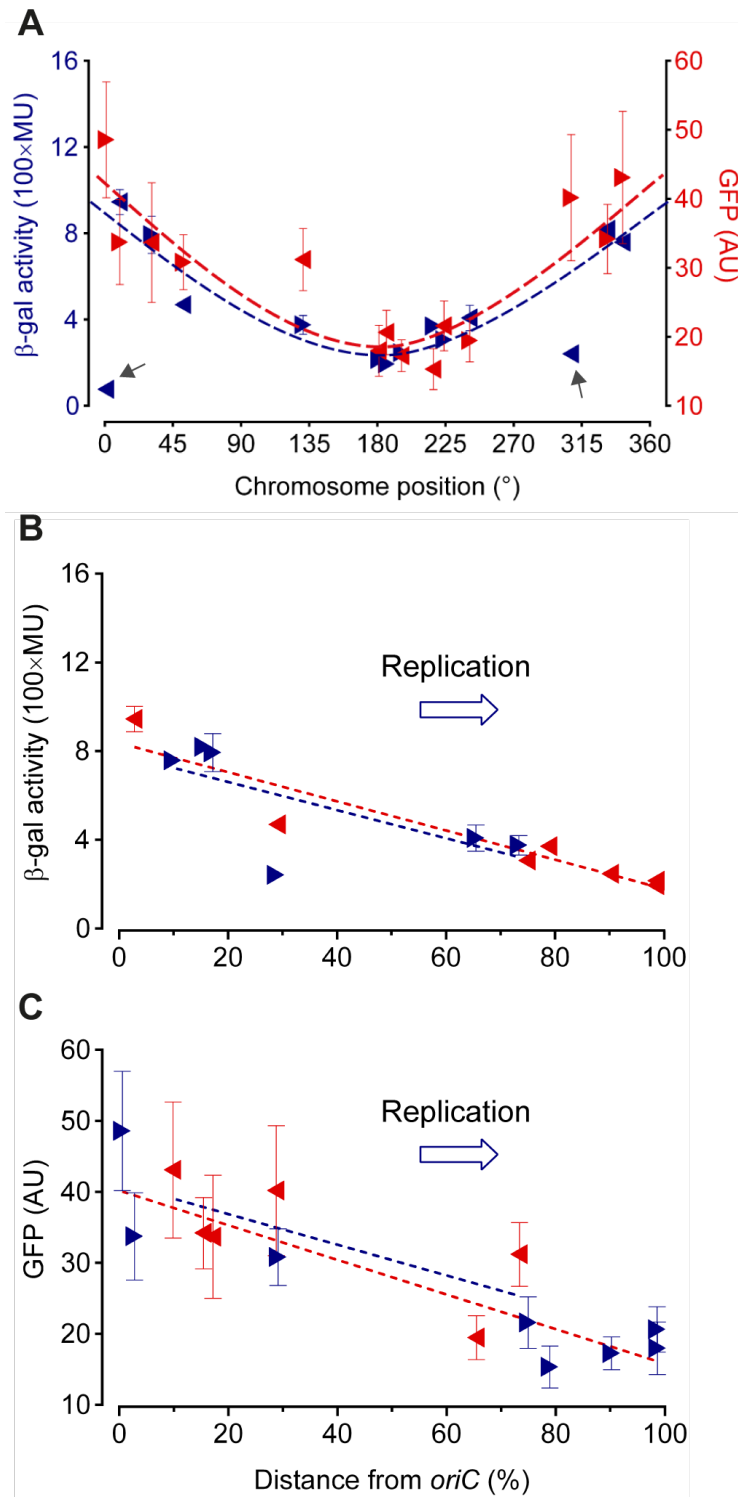 A
16
12
8
4
0
β-gal activity (100×MU)
60
50
40
30
20
10
GFP (AU)
0 45 90 135 180 225 270 315 360
Chromosome position (°)
B
16
12
8
4
0
β-gal activity (100×MU)
Replication
0 20 40 60 80 100
C
60
50
40
30
20
10
GFP (AU)
Replication
0 20 40 60 80 100
Distance from oriC (%)